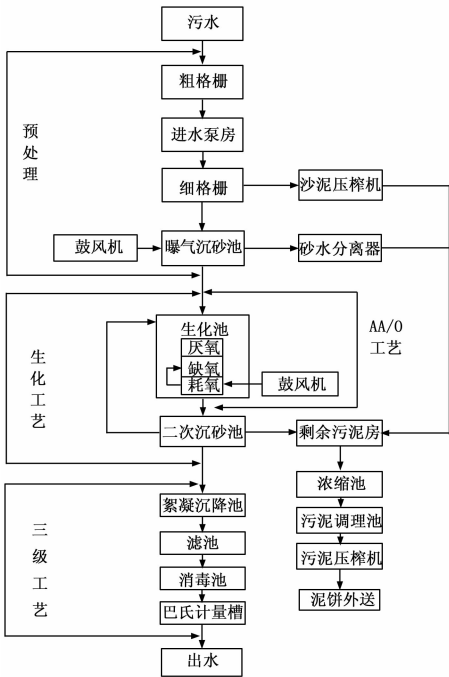 污水
粗格栅
预处理
进水泵房
细格栅
沙泥压榨机
鼓风机
曝气沉砂池
砂水分离器
生化池
厌氧
缺氧
耗氧
鼓风机
AA/O
工艺
生化工艺
二次沉砂池
剩余污泥房
浓缩池
絮凝沉降池
污泥调理池
滤池
三级工艺
污泥压榨机
消毒池
巴氏计量槽
泥饼外送
出水